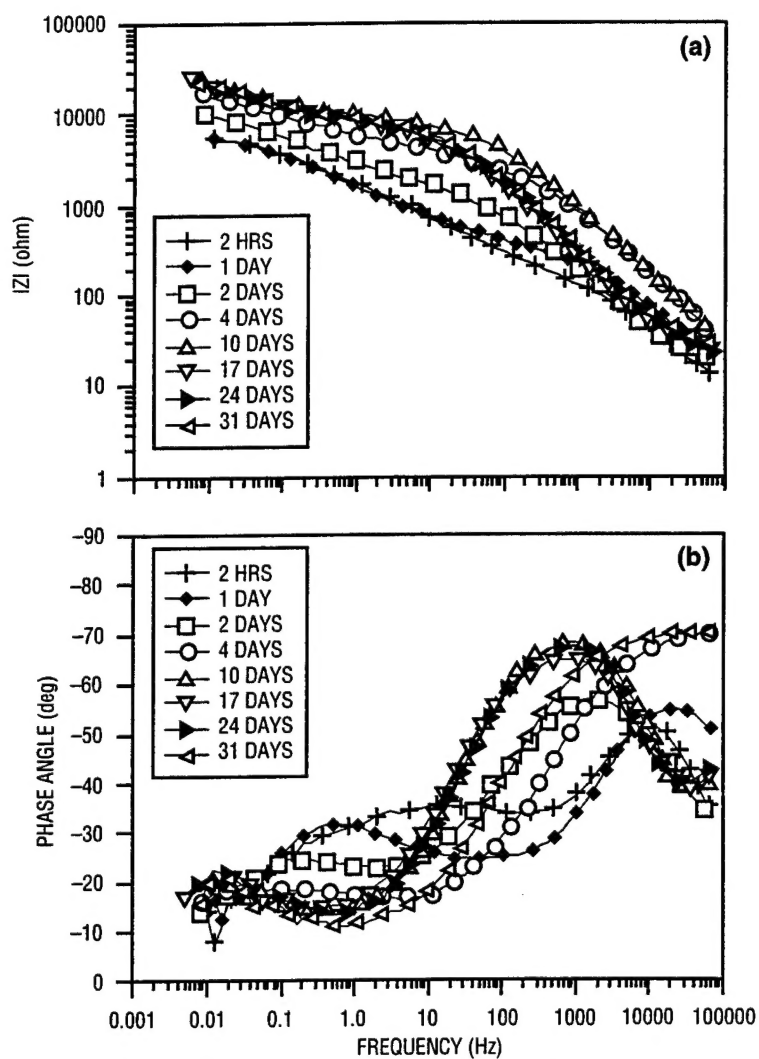 (a)
100000
10000
1000
100
10
1
|Z| (ohm)
2 HRS
1 DAY
2 DAYS
4 DAYS
10 DAYS
17 DAYS
24 DAYS
31 DAYS
(b)
-90
-80
-70
-60
-50
-40
-30
-20
-10
0
PHASE ANGLE (deg)
2 HRS
1 DAY
2 DAYS
4 DAYS
10 DAYS
17 DAYS
24 DAYS
31 DAYS
0.001 0.01 0.1 1.0 10 100 1000 10000 100000
FREQUENCY (Hz)